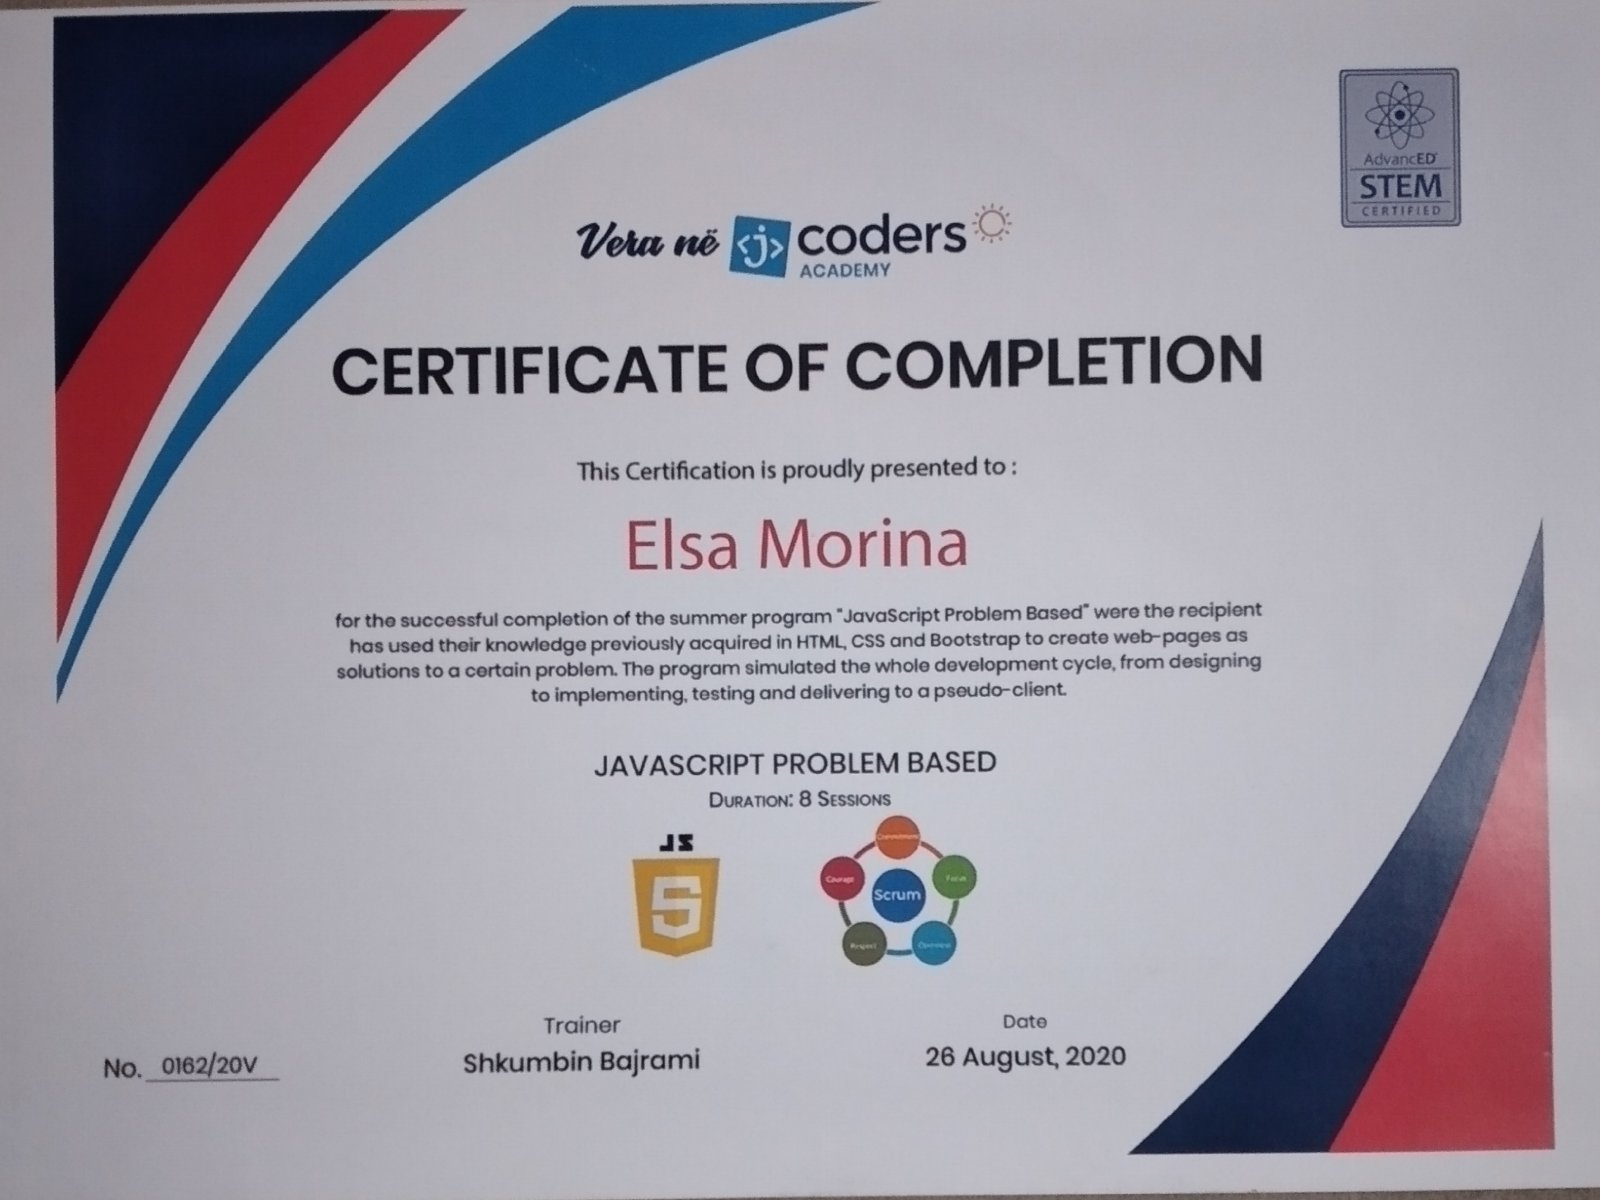 AdvancED
STEM
CERTIFIED
Vera në <j> coders
ACADEMY
CERTIFICATE OF COMPLETION
This Certification is proudly presented to :
Elsa Morina
for the successful completion of the summer program "JavaScript Problem Based" were the recipient
has used their knowledge previously acquired in HTML, CSS and Bootstrap to create web-pages as
solutions to a certain problem. The program simulated the whole development cycle, from designing
to implementing, testing and delivering to a pseudo-client.
JAVASCRIPT PROBLEM BASED
DURATION: 8 SESSIONS
JS
5
Commitment
Courage
Focus
Scrum
Respect
Openness
Trainer
Date
No. 0162/20V
Shkumbin Bajrami
26 August, 2020